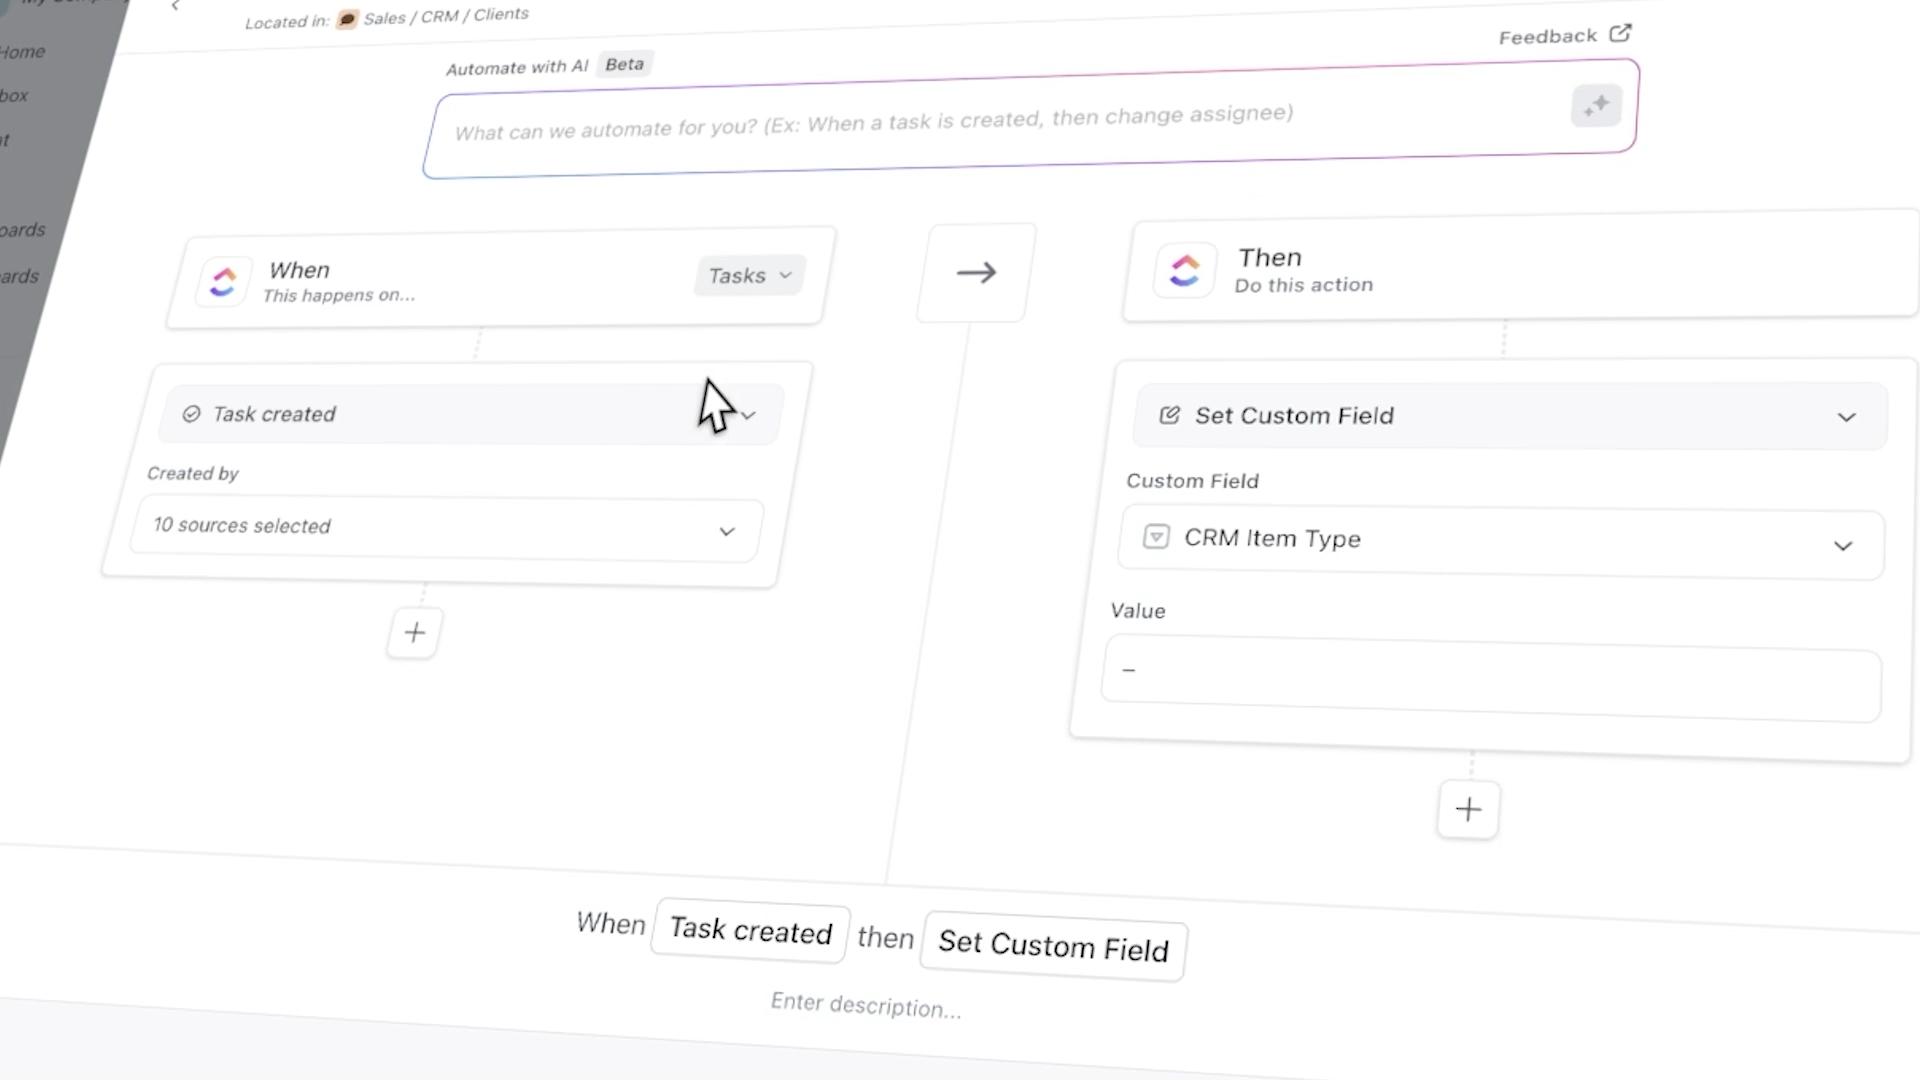 Located in: Sales / CRM / Clients
Home
Feedback
Automate with AI Beta
What can we automate for you? (Ex: When a task is created, then change assignee)
When
This happens on...
Tasks
Then
Do this action
Task created
Created by
10 sources selected
Set Custom Field
Custom Field
CRM Item Type
Value
–
When Task created then Set Custom Field
Enter description...